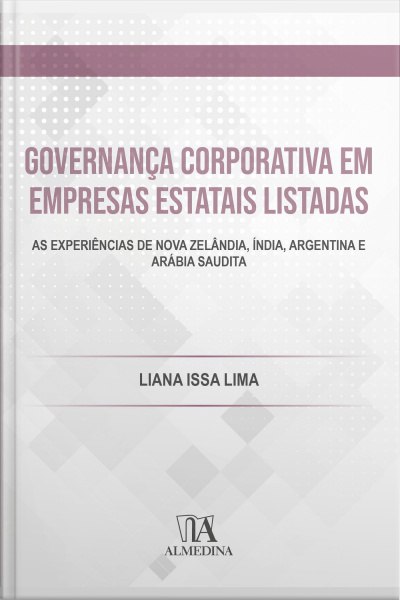 GOVERNANÇA CORPORATIVA EM
EMPRESAS ESTATAIS LISTADAS
AS EXPERIÊNCIAS DE NOVA ZELÂNDIA, ÍNDIA, ARGENTINA E
ARÁBIA SAUDITA
LIANA ISSA LIMA
ALMEDINA